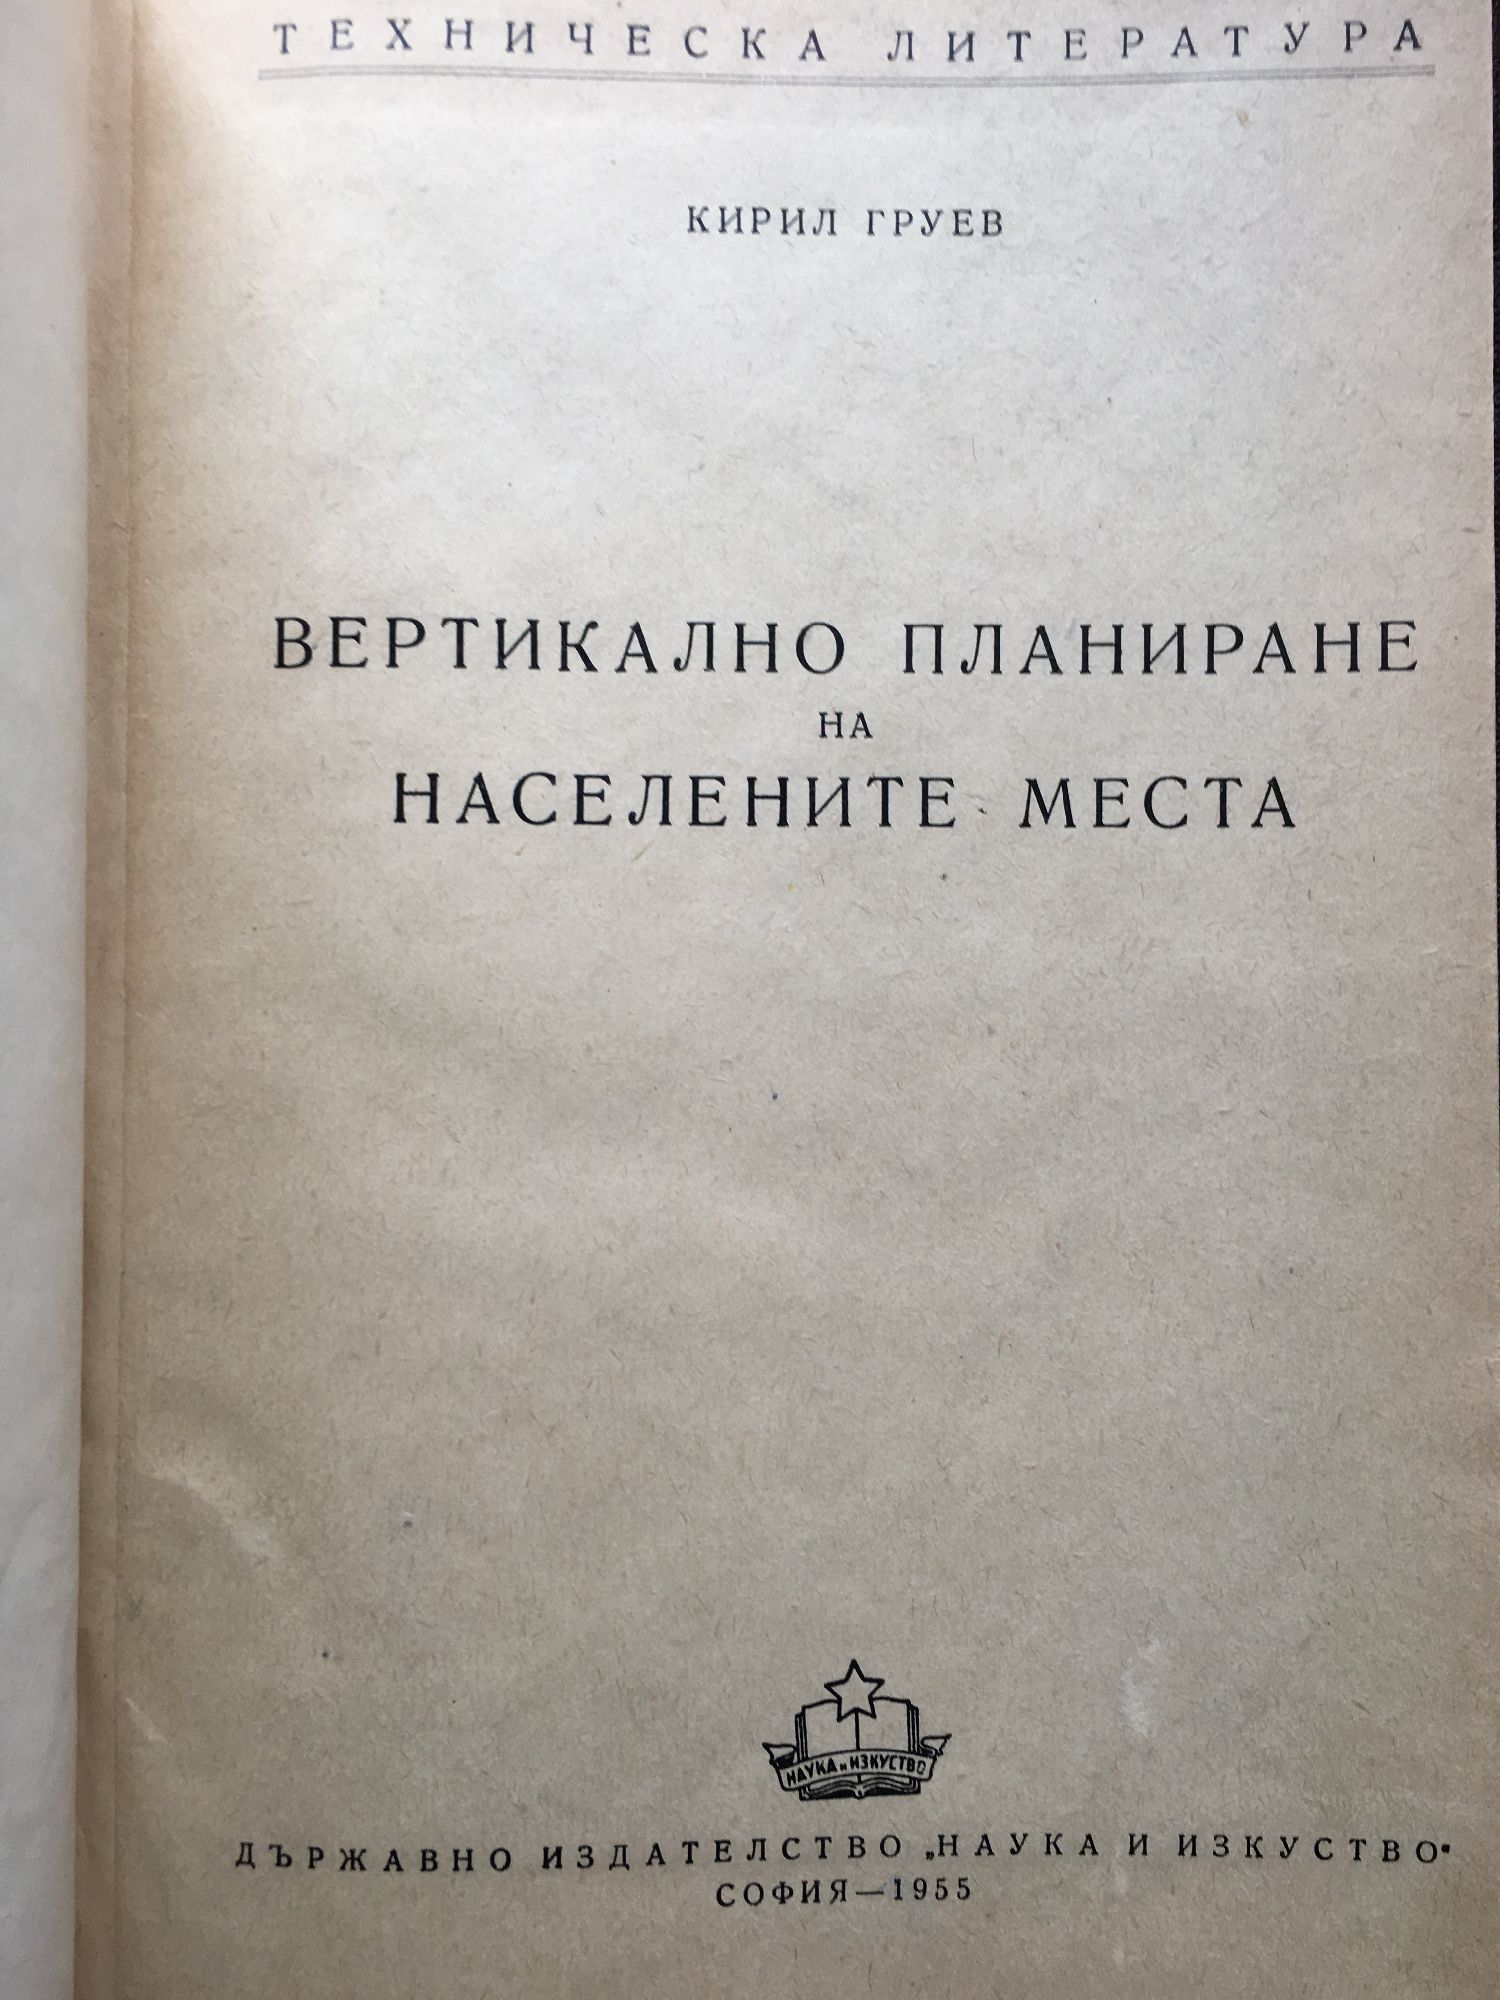 ТЕХНИЧЕСКА ЛИТЕРАТУРА
КИРИЛ ГРУЕВ
ВЕРТИКАЛНО ПЛАНИРАНЕ
НА
НАСЕЛЕНИТЕ МЕСТА
НАУКА и ИЗКУСТВО
ДЪРЖАВНО ИЗДАТЕЛСТВО „НАУКА И ИЗКУСТВО“
СОФИЯ—1955